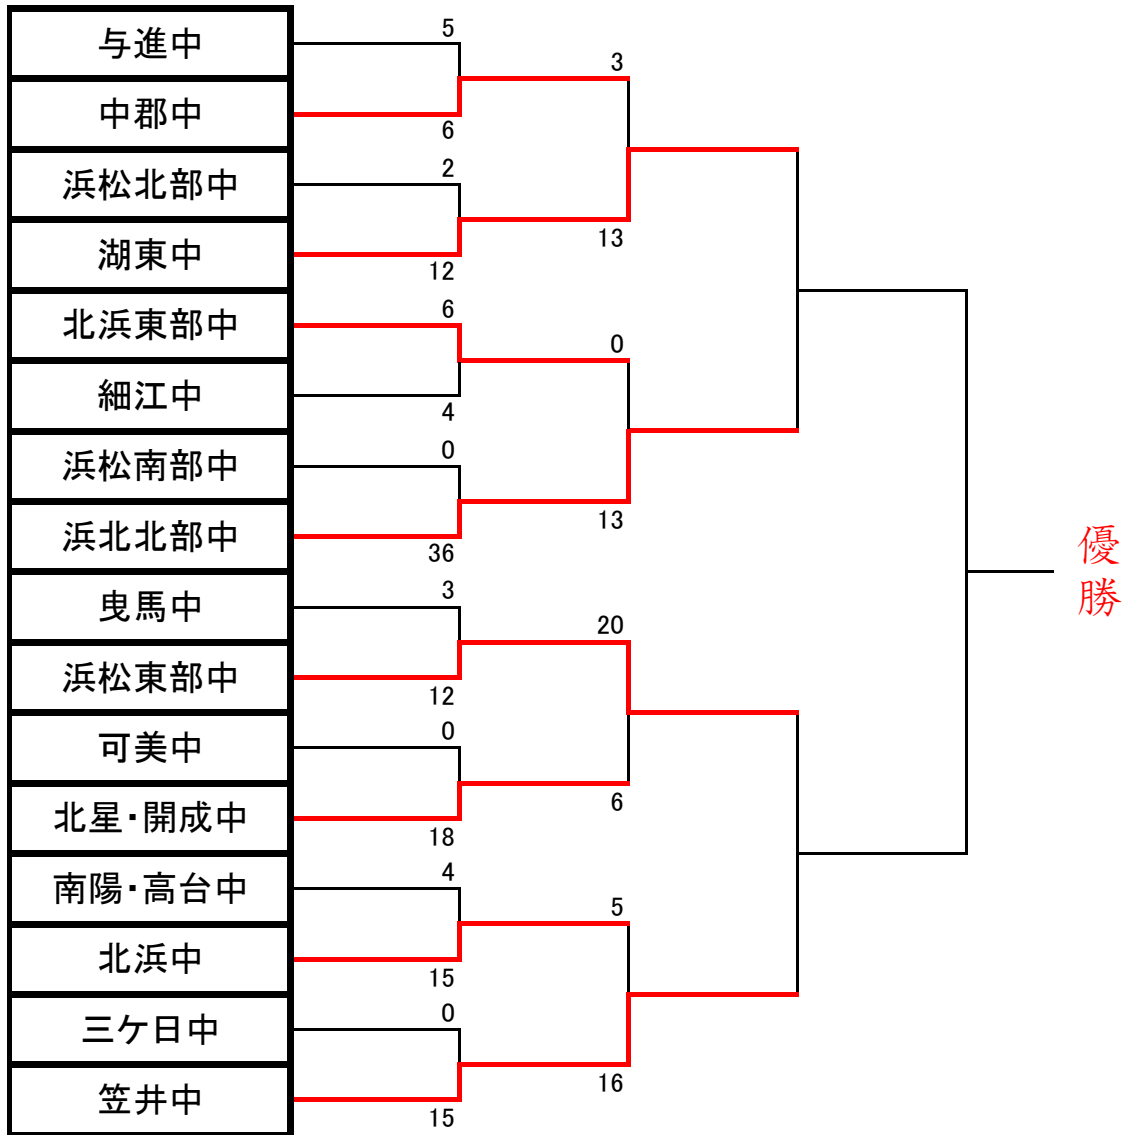 与進中
中郡中
浜松北部中
湖東中
北浜東部中
細江中
浜松南部中
浜北北部中
曳馬中
浜松東部中
可美中
北星・開成中
南陽・高台中
北浜中
三ケ日中
笠井中
5
6
2
12
6
4
0
36
3
12
0
18
4
15
0
15
3
13
0
13
20
6
5
16
優勝